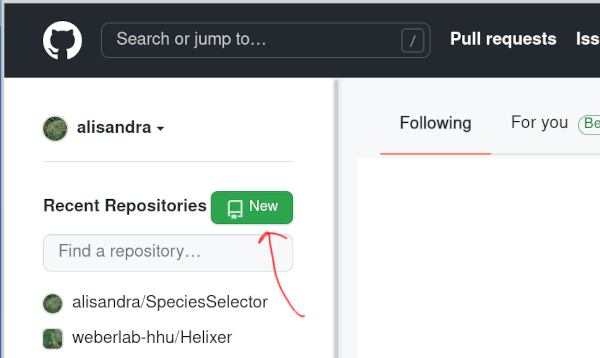 Search or jump to… /
Pull requests Iss
alisandra
Following For you Be
Recent Repositories New
Find a repository…
alisandra/SpeciesSelector
weberlab-hhu/Helixer